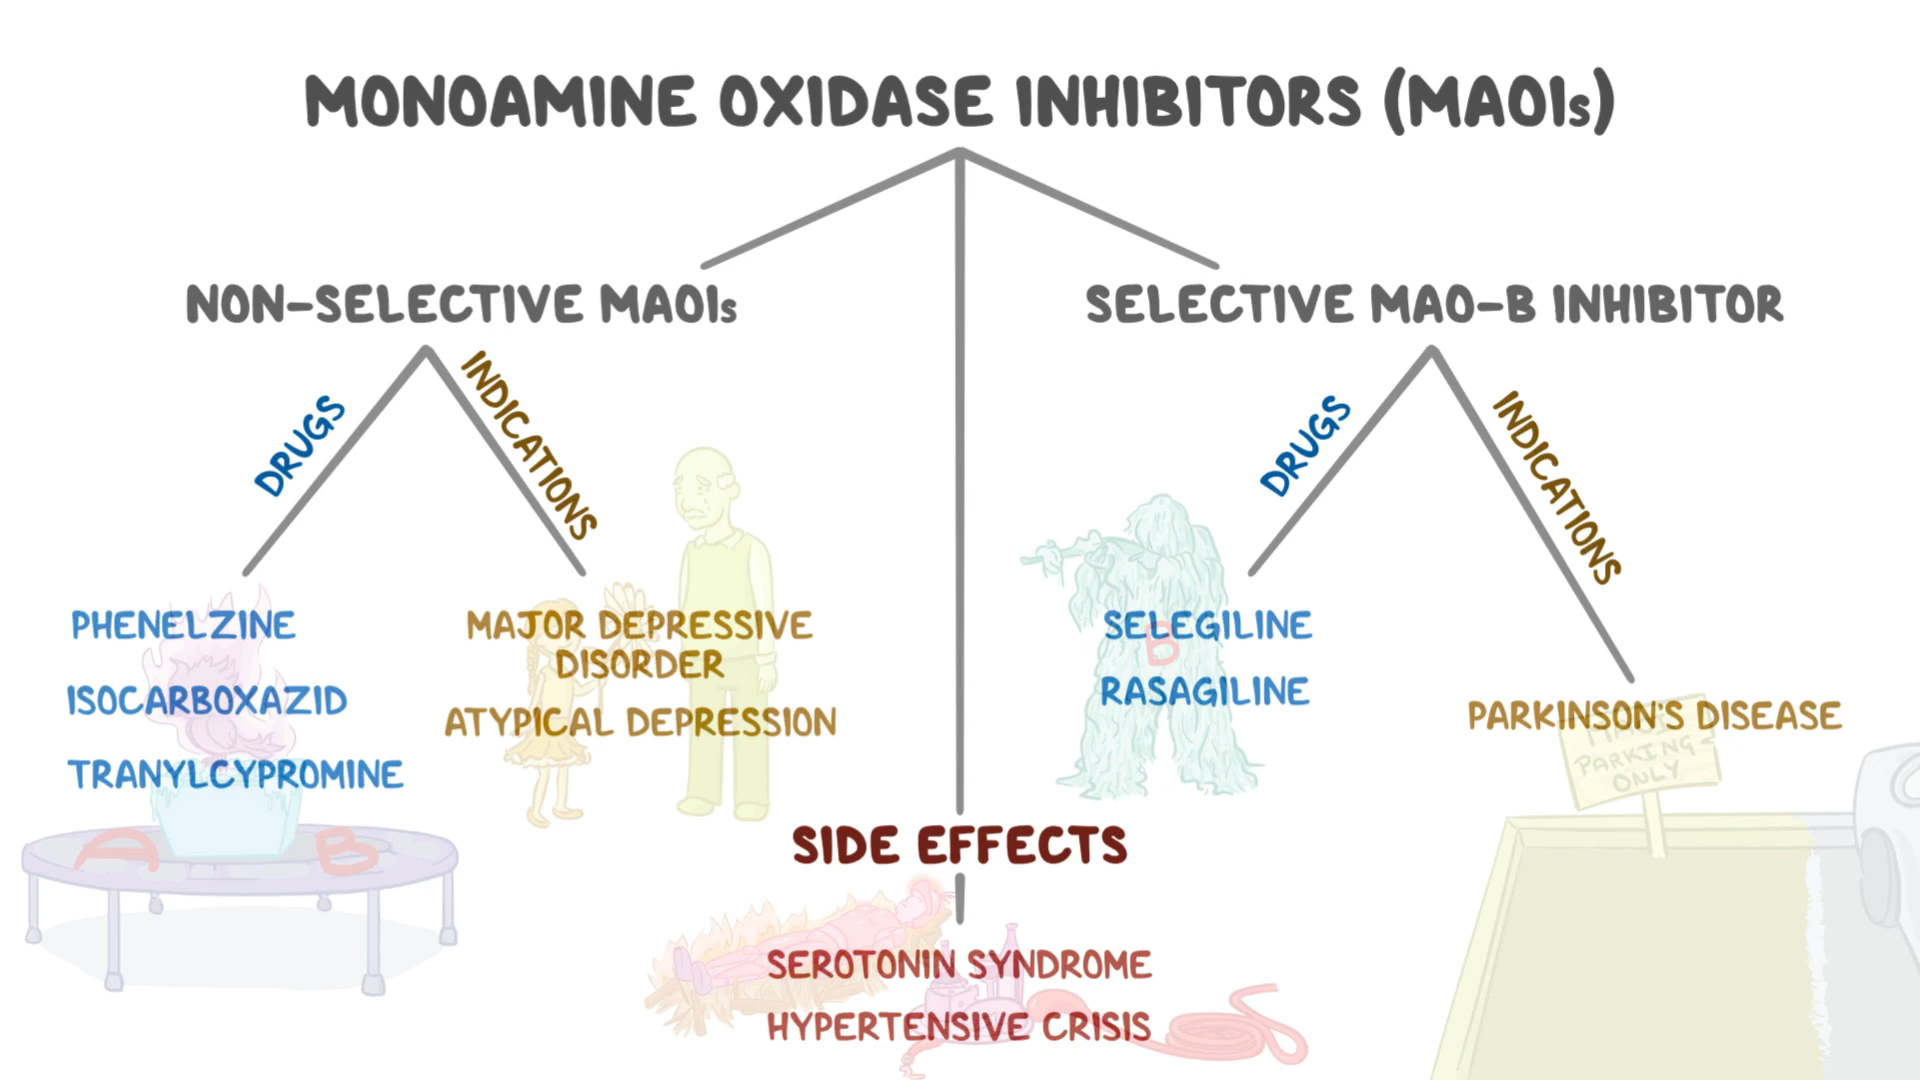 MONOAMINE OXIDASE INHIBITORS (MAOIs)
NON-SELECTIVE MAOIs
DRUGS
INDICATIONS
PHENELZINE
ISOCARBOXAZID
TRANYLCYPROMINE
MAJOR DEPRESSIVE
DISORDER
ATYPICAL DEPRESSION
A
B
SELECTIVE MAO-B INHIBITOR
DRUGS
INDICATIONS
SELEGILINE
B
RASAGILINE
PARKINSON'S DISEASE
PARKING
ONLY
SIDE EFFECTS
SEROTONIN SYNDROME
HYPERTENSIVE CRISIS